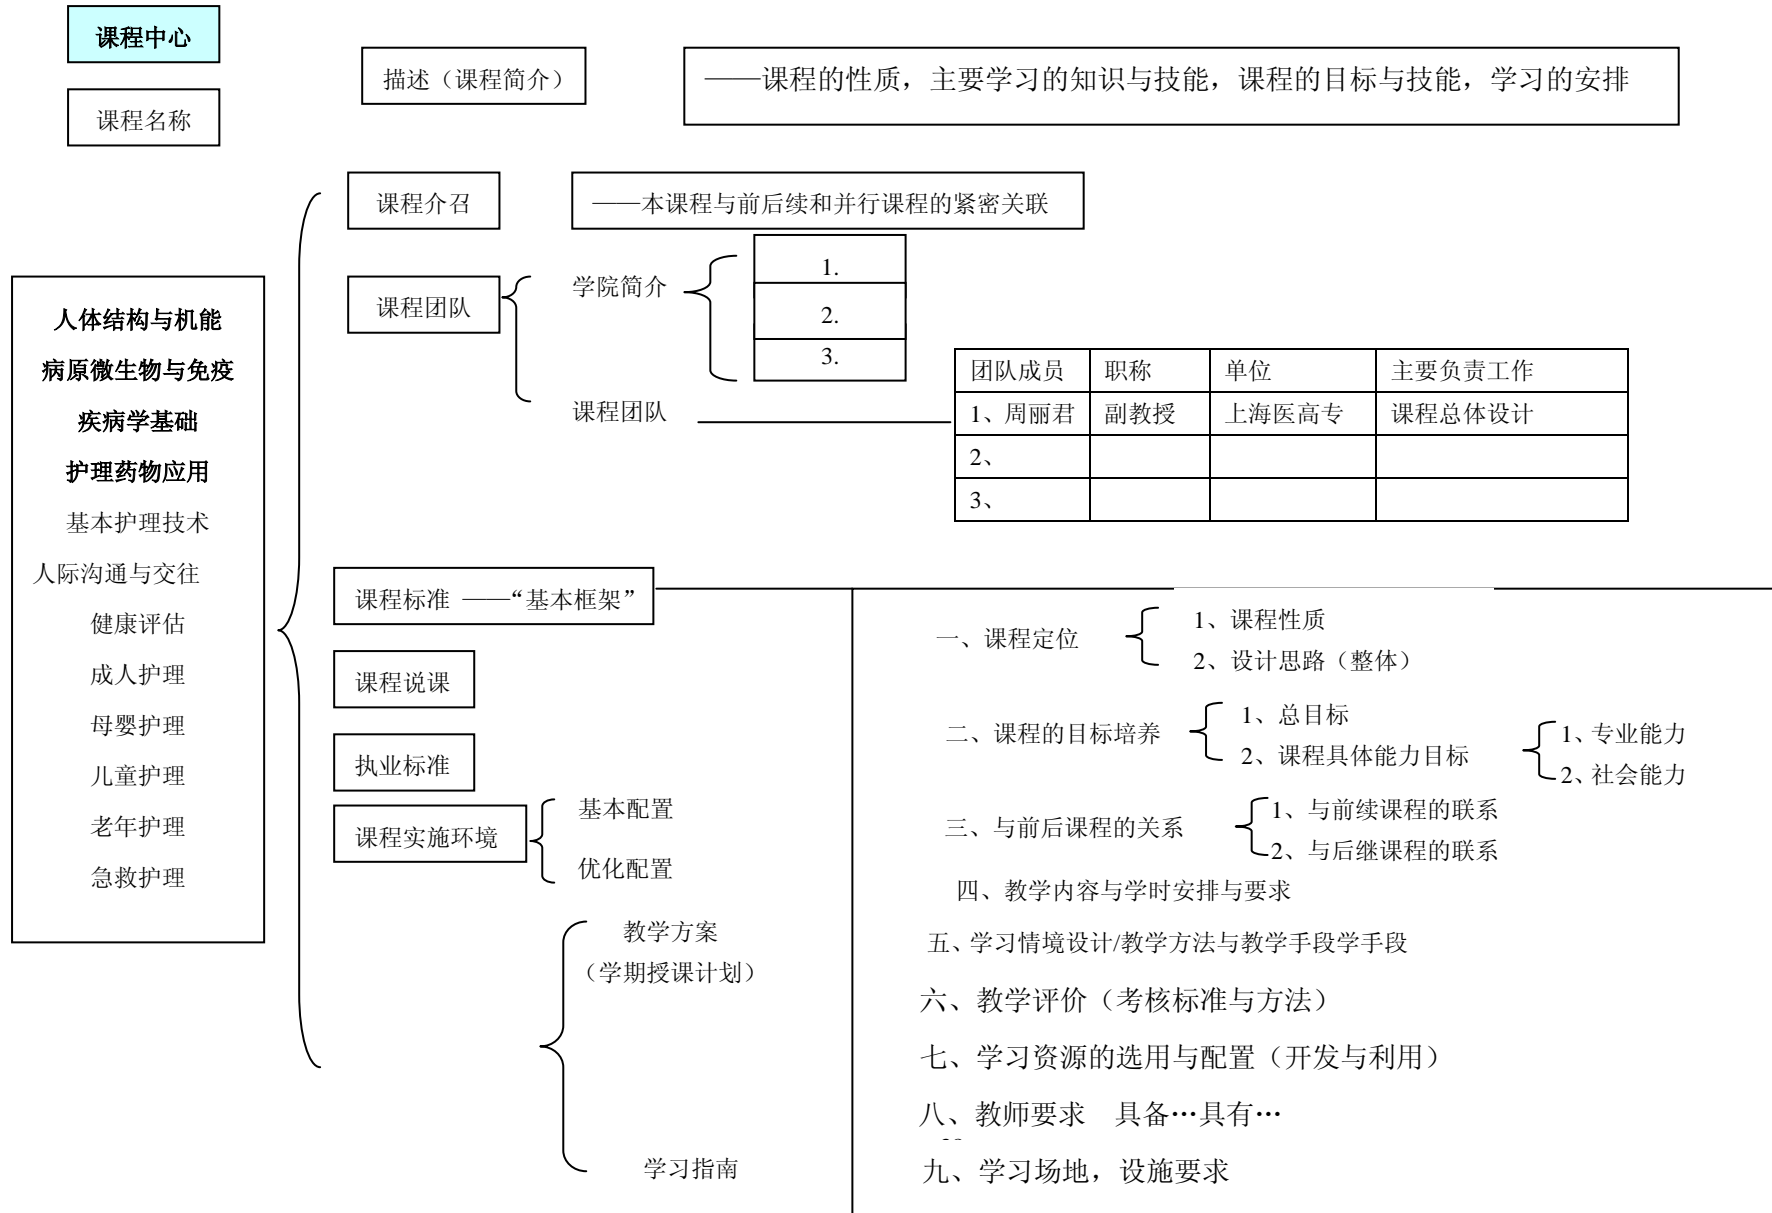 课程中心
描述（课程简介）
——课程的性质，主要学习的知识与技能，课程的目标与技能，学习的安排
课程名称
课程介召
——本课程与前后续和并行课程的紧密关联
人体结构与机能
病原微生物与免疫
疾病学基础
护理药物应用
基本护理技术
人际沟通与交往
健康评估
成人护理
母婴护理
儿童护理
老年护理
急救护理
课程团队
学院简介
1.
2.
3.
课程团队
团队成员 职称 单位 主要负责工作
1、周丽君 副教授 上海医高专 课程总体设计
2、
3、
课程标准 ——“基本框架”
课程说课
执业标准
课程实施环境
基本配置
优化配置
教学方案
（学期授课计划）
学习指南
一、课程定位
1、课程性质
2、设计思路（整体）
二、课程的目标培养
1、总目标
2、课程具体能力目标
1、专业能力
2、社会能力
三、与前后课程的关系
1、与前续课程的联系
2、与后继课程的联系
四、教学内容与学时安排与要求
五、学习情境设计/教学方法与教学手段学手段
六、教学评价（考核标准与方法）
七、学习资源的选用与配置（开发与利用）
八、教师要求 具备…具有…
九、学习场地，设施要求